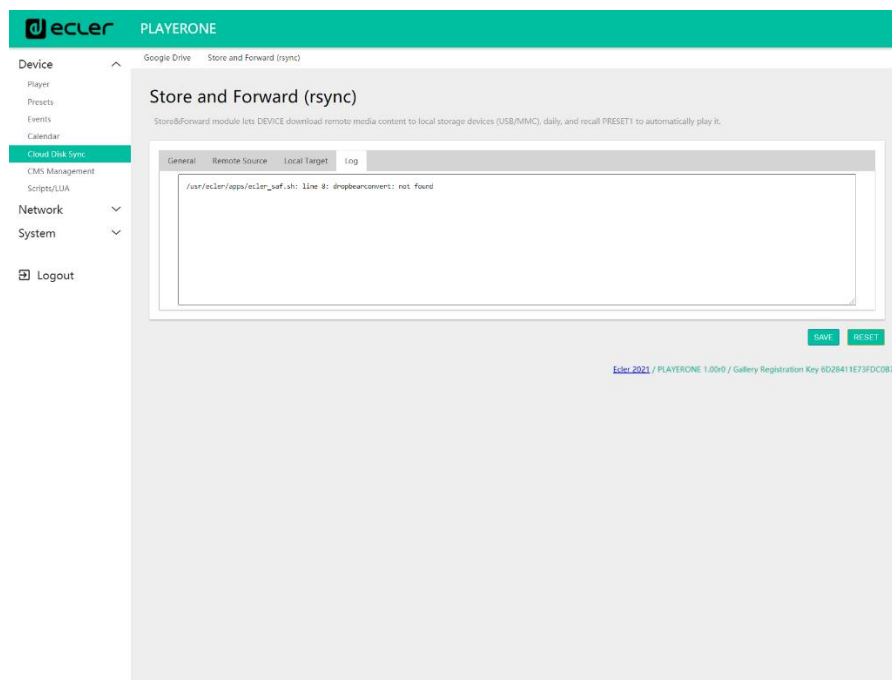 ecler PLAYERONE
Device
Player
Presets
Events
Calendar
Cloud Disk Sync
CMS Management
Scripts/LUA
Network
System
Logout
Google Drive Store and Forward (rsync)
Store and Forward (rsync)
Store&Forward module lets DEVICE download remote media content to local storage devices (USB/MMC), daily, and recall PRESET1 to automatically play it.
General Remote Source Local Target Log
/usr/ecler/apps/ecler_saf.sh: line 8: dropbearconvert: not found
SAVE RESET
Ecler 2021 / PLAYERONE 1.00r0 / Gallery Registration Key